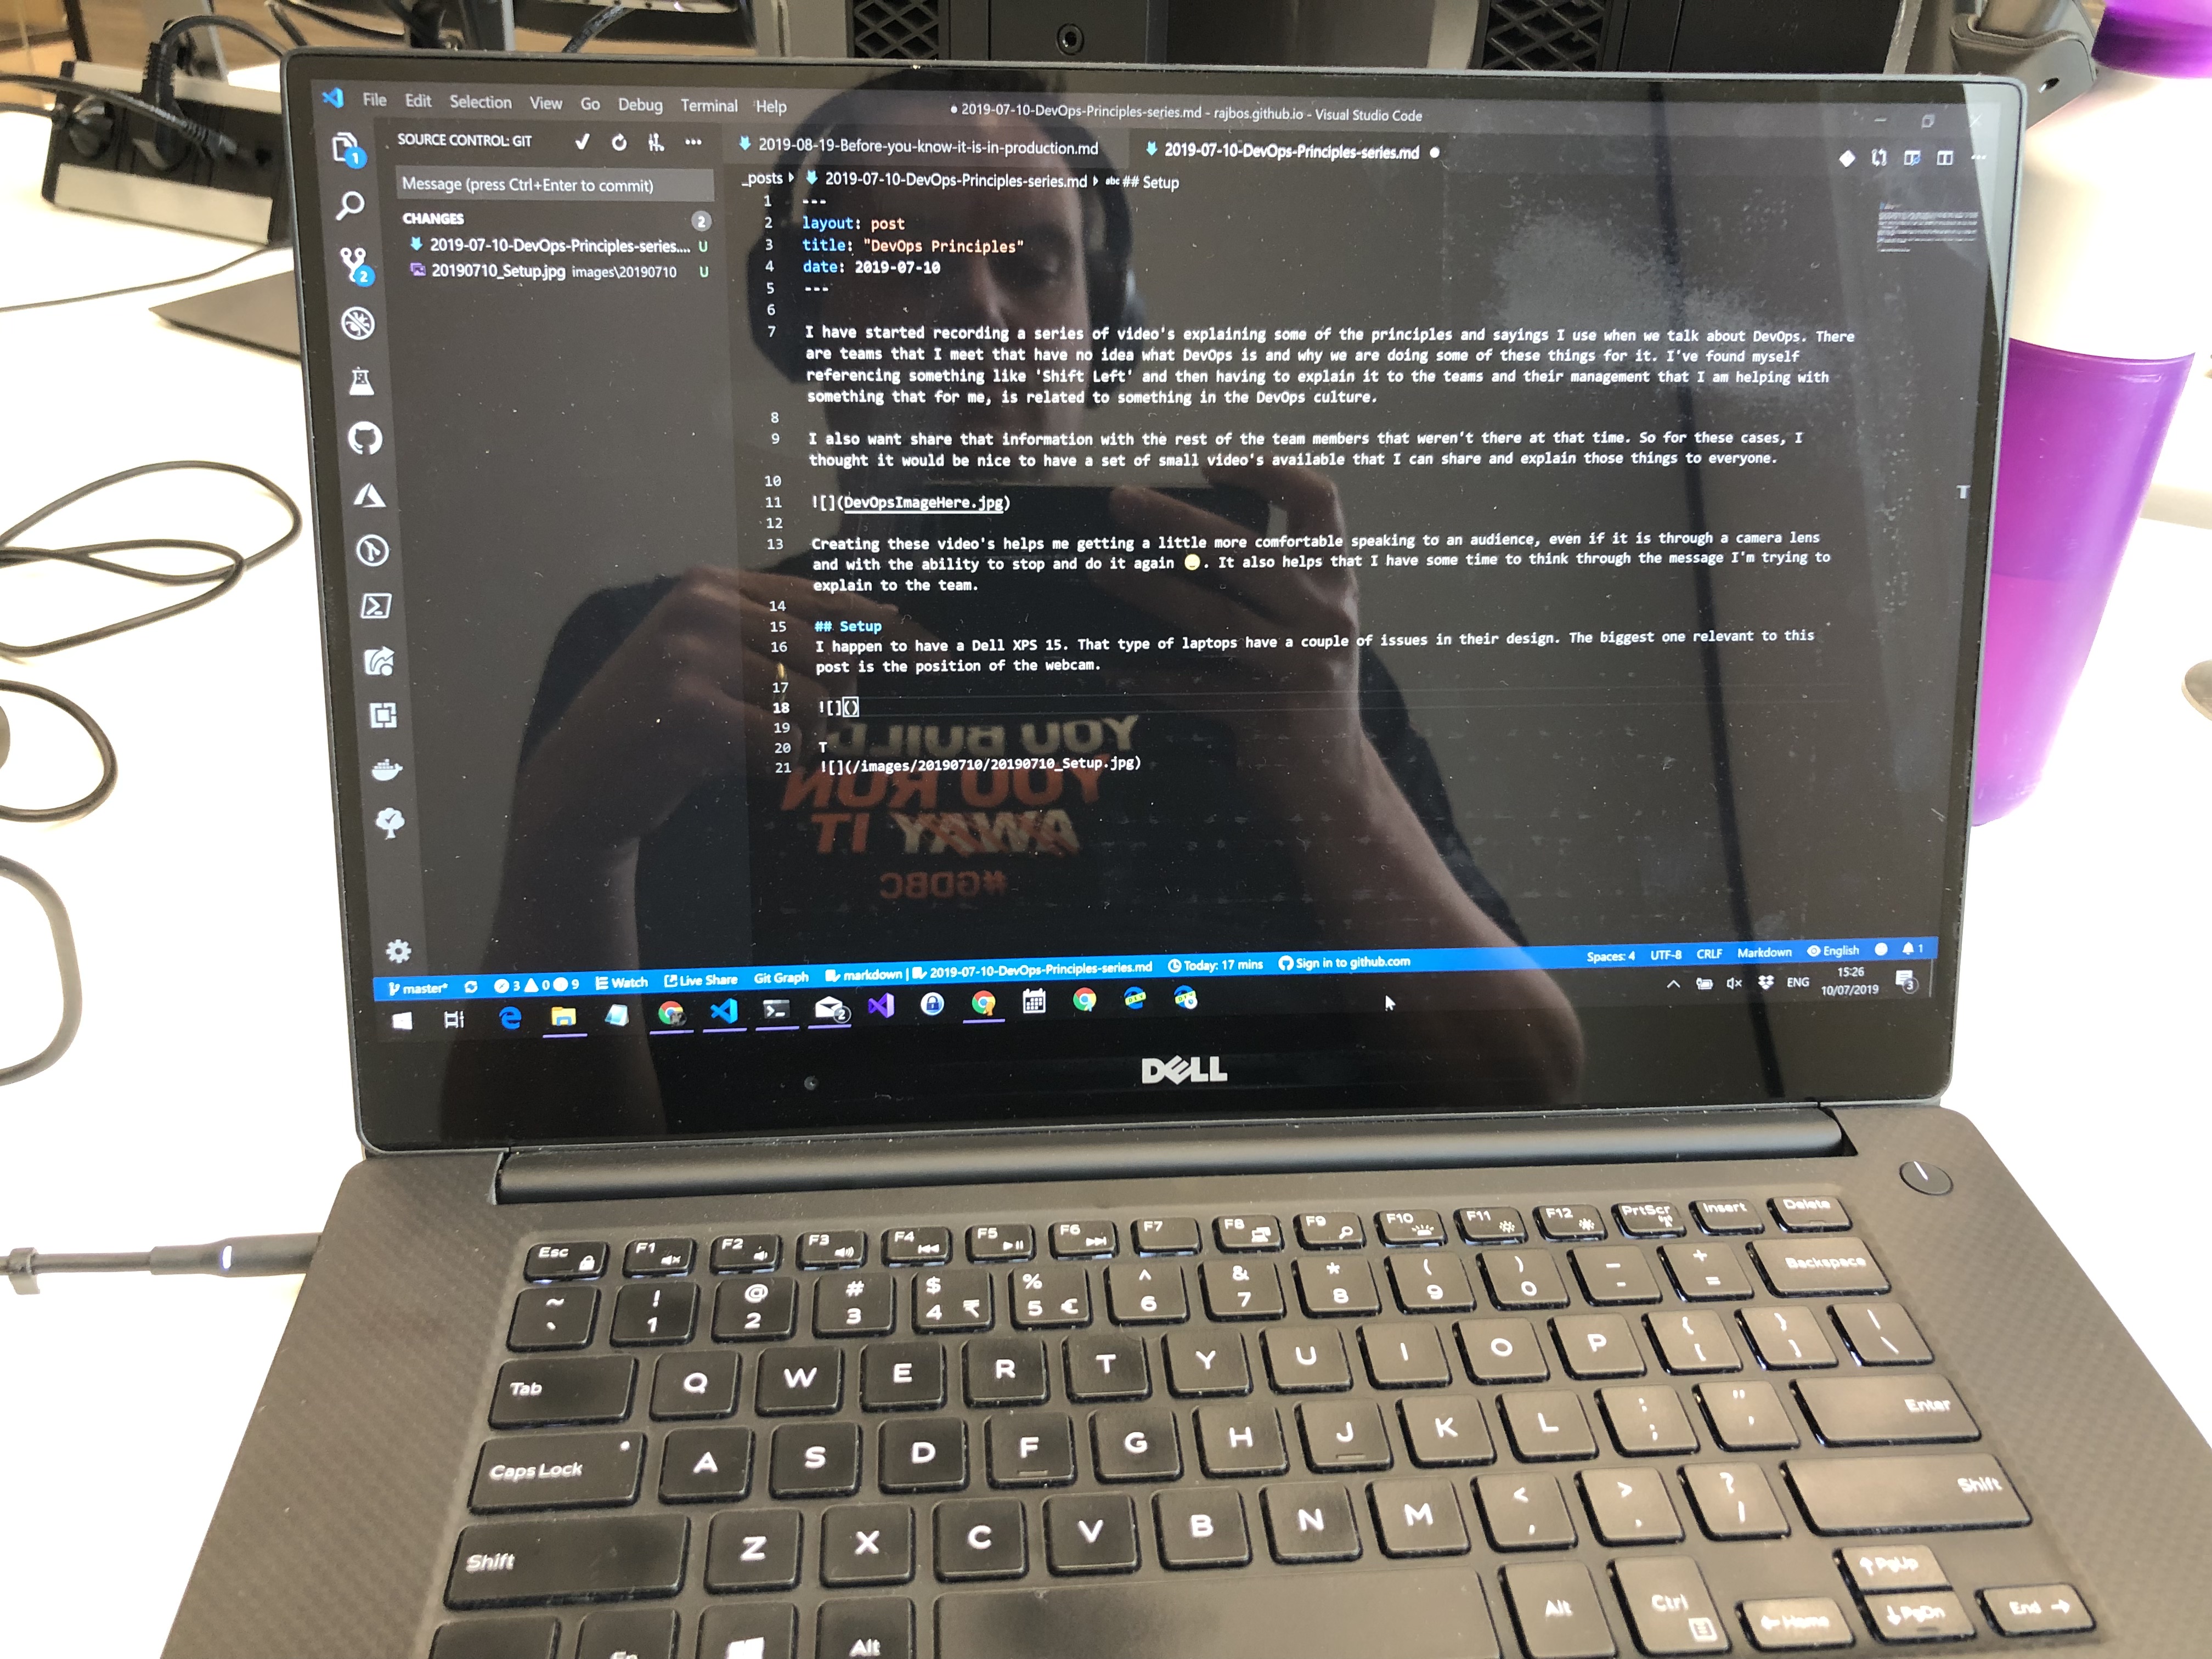 File Edit Selection View Go Debug Terminal Help
● 2019-07-10-DevOps-Principles-series.md - rajbos.github.io - Visual Studio Code
SOURCE CONTROL: GIT
2019-08-19-Before-you-know-it-is-in-production.md
2019-07-10-DevOps-Principles-series.md ●
Message (press Ctrl+Enter to commit)
_posts 2019-07-10-DevOps-Principles-series.md abc ## Setup
CHANGES 2
2019-07-10-DevOps-Principles-series.... U
20190710_Setup.jpg images\20190710 U
1
2
1 ---
2 layout: post
3 title: "DevOps Principles"
4 date: 2019-07-10
5 ---
6
7 I have started recording a series of video's explaining some of the principles and sayings I use when we talk about DevOps. There
are teams that I meet that have no idea what DevOps is and why we are doing some of these things for it. I've found myself
referencing something like 'Shift Left' and then having to explain it to the teams and their management that I am helping with
something that for me, is related to something in the DevOps culture.
8
9 I also want share that information with the rest of the team members that weren't there at that time. So for these cases, I
thought it would be nice to have a set of small video's available that I can share and explain those things to everyone.
10
11 ![](DevOpsImageHere.jpg)
12
13 Creating these video's helps me getting a little more comfortable speaking to an audience, even if it is through a camera lens
and with the ability to stop and do it again . It also helps that I have some time to think through the message I'm trying to
explain to the team.
14
15 ## Setup
16 I happen to have a Dell XPS 15. That type of laptops have a couple of issues in their design. The biggest one relevant to this
post is the position of the webcam.
17
18 ![]()
19
20 T
21 ![](/images/20190710/20190710_Setup.jpg)
YOU BUILD
YOU RUN
AWAY IT
#GDBC
master* 3 0 9 Watch Live Share Git Graph markdown | 2019-07-10-DevOps-Principles-series.md Today: 17 mins Sign in to github.com Spaces: 4 UTF-8 CRLF Markdown English 1
2
ENG 15:26
10/07/2019 3
DELL
Esc F1 F2 F3 F4 F5 F6 F7 F8 F9 F10 F11 F12 PrtScr Insert Delete
~ ! @ # $ % ^ & * ( ) _ +
` 1 2 3 4 ₹ 5 € 6 7 8 9 0 - = Backspace
Tab Q W E R T Y U I O P { [ } ] | \
Caps Lock A S D F G H J K L : ; " ' Enter
Shift Z X C V B N M < , > . ? / Shift
Fn Alt Alt Ctrl Home PgUp PgDn End